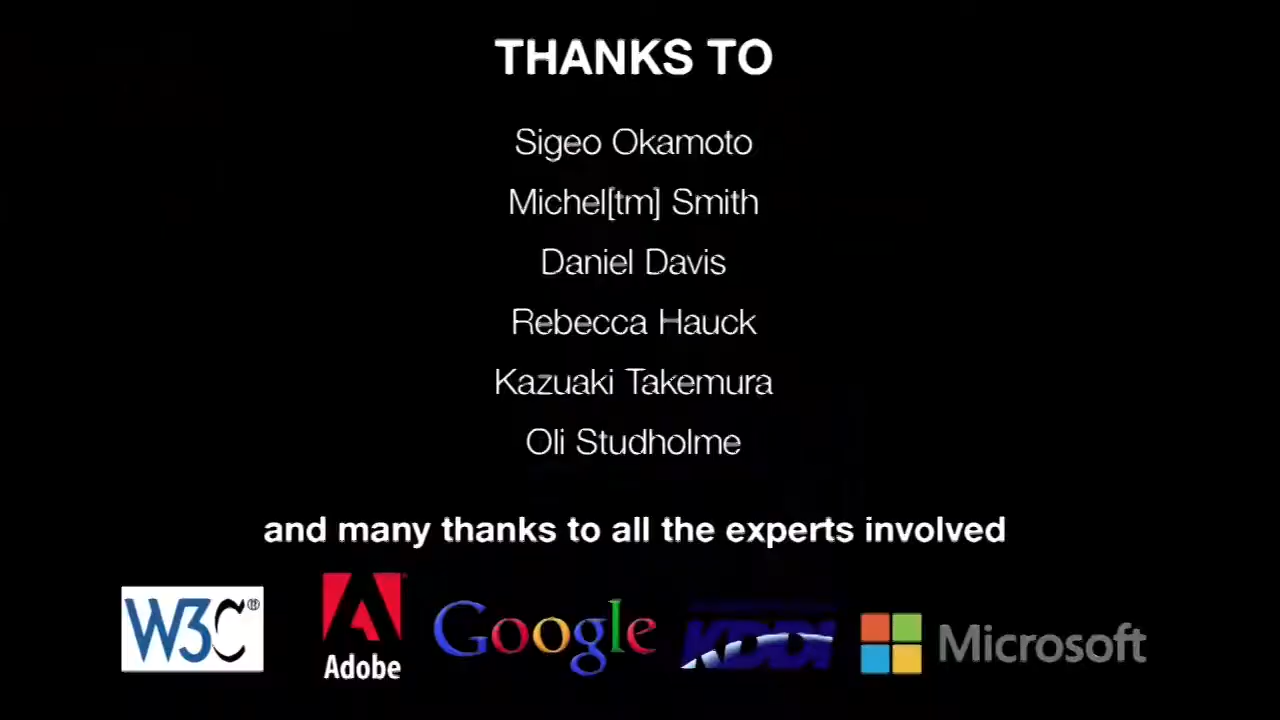 THANKS TO
Sigeo Okamoto
Michel[tm] Smith
Daniel Davis
Rebecca Hauck
Kazuaki Takemura
Oli Studholme
and many thanks to all the experts involved
W3C® Adobe Google KDDI Microsoft